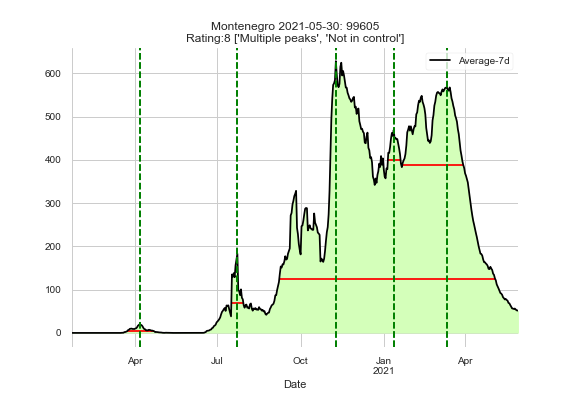 Montenegro 2021-05-30: 99605
Rating:8 ['Multiple peaks', 'Not in control']
Average-7d
600
500
400
300
200
100
0
Apr
Jul
Oct
Jan
2021
Apr
Date